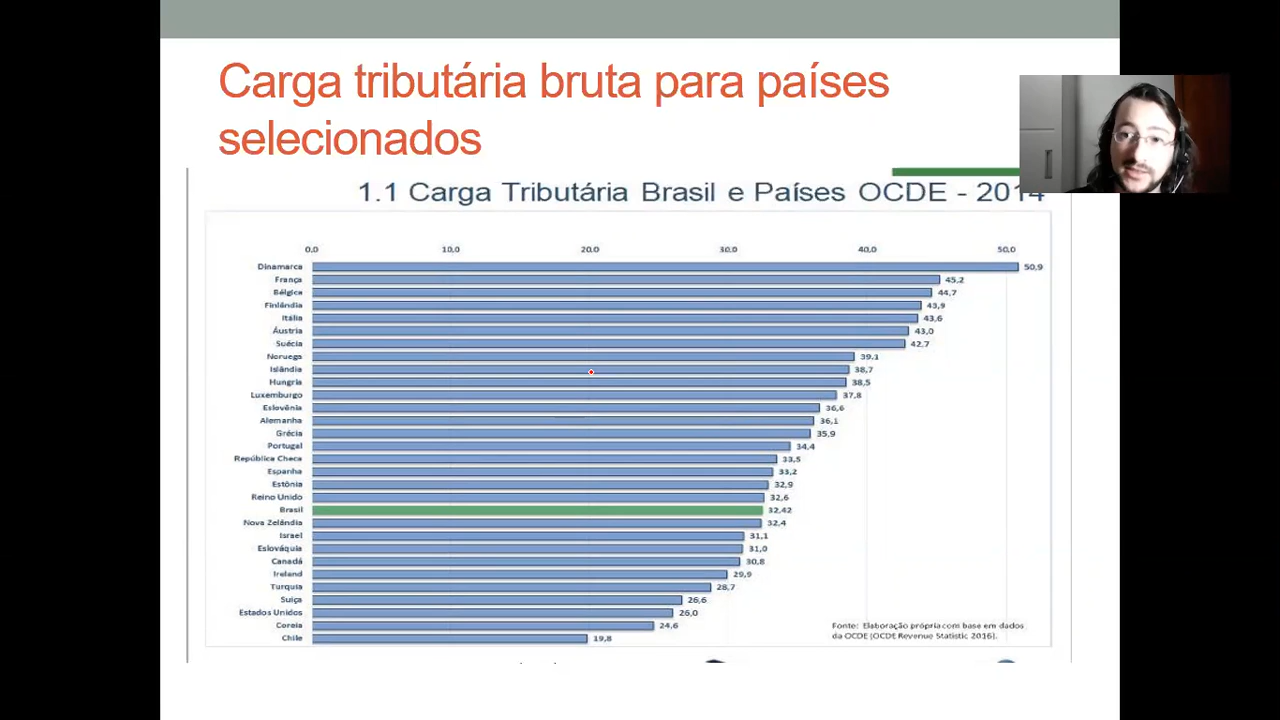 Carga tributária bruta para países
selecionados
1.1 Carga Tributária Brasil e Países OCDE - 2014
0,0 10,0 20,0 30,0 40,0 50,0
Dinamarca 50,9
França 45,2
Bélgica 44,7
Finlândia 43,9
Itália 43,6
Áustria 43,0
Suécia 42,7
Noruega 39,1
Islândia 38,7
Hungria 38,5
Luxemburgo 37,8
Eslovênia 36,6
Alemanha 36,1
Grécia 35,9
Portugal 34,4
República Checa 33,5
Espanha 33,2
Estônia 32,9
Reino Unido 32,6
Brasil 32,42
Nova Zelândia 32,4
Israel 31,1
Eslováquia 31,0
Canadá 30,8
Ireland 29,9
Turquia 28,7
Suiça 26,6
Estados Unidos 26,0
Coreia 24,6
Chile 19,8
Fonte: Elaboração própria com base em dados
da OCDE (OCDE Revenue Statistic 2016).